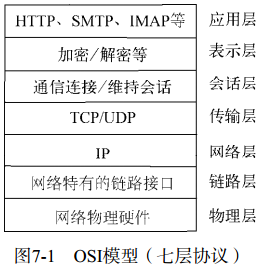 HTTP、SMTP、IMAP等 应用层
加密/解密等 表示层
通信连接/维持会话 会话层
TCP/UDP 传输层
IP 网络层
网络特有的链路接口 链路层
网络物理硬件 物理层
图7-1 OSI模型（七层协议）